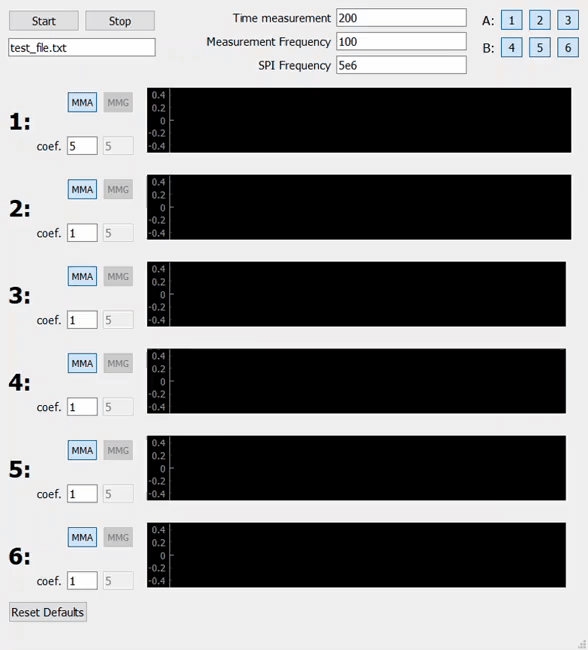 Start Stop Time measurement 200 A: 1 2 3
test_file.txt Measurement Frequency 100 B: 4 5 6
SPI Frequency 5e6
1: MMA MMG
coef. 5 5
0.4
0.2
0
-0.2
-0.4
2: MMA MMG
coef. 1 5
0.4
0.2
0
-0.2
-0.4
3: MMA MMG
coef. 1 5
0.4
0.2
0
-0.2
-0.4
4: MMA MMG
coef. 1 5
0.4
0.2
0
-0.2
-0.4
5: MMA MMG
coef. 1 5
0.4
0.2
0
-0.2
-0.4
6: MMA MMG
coef. 1 5
0.4
0.2
0
-0.2
-0.4
Reset Defaults